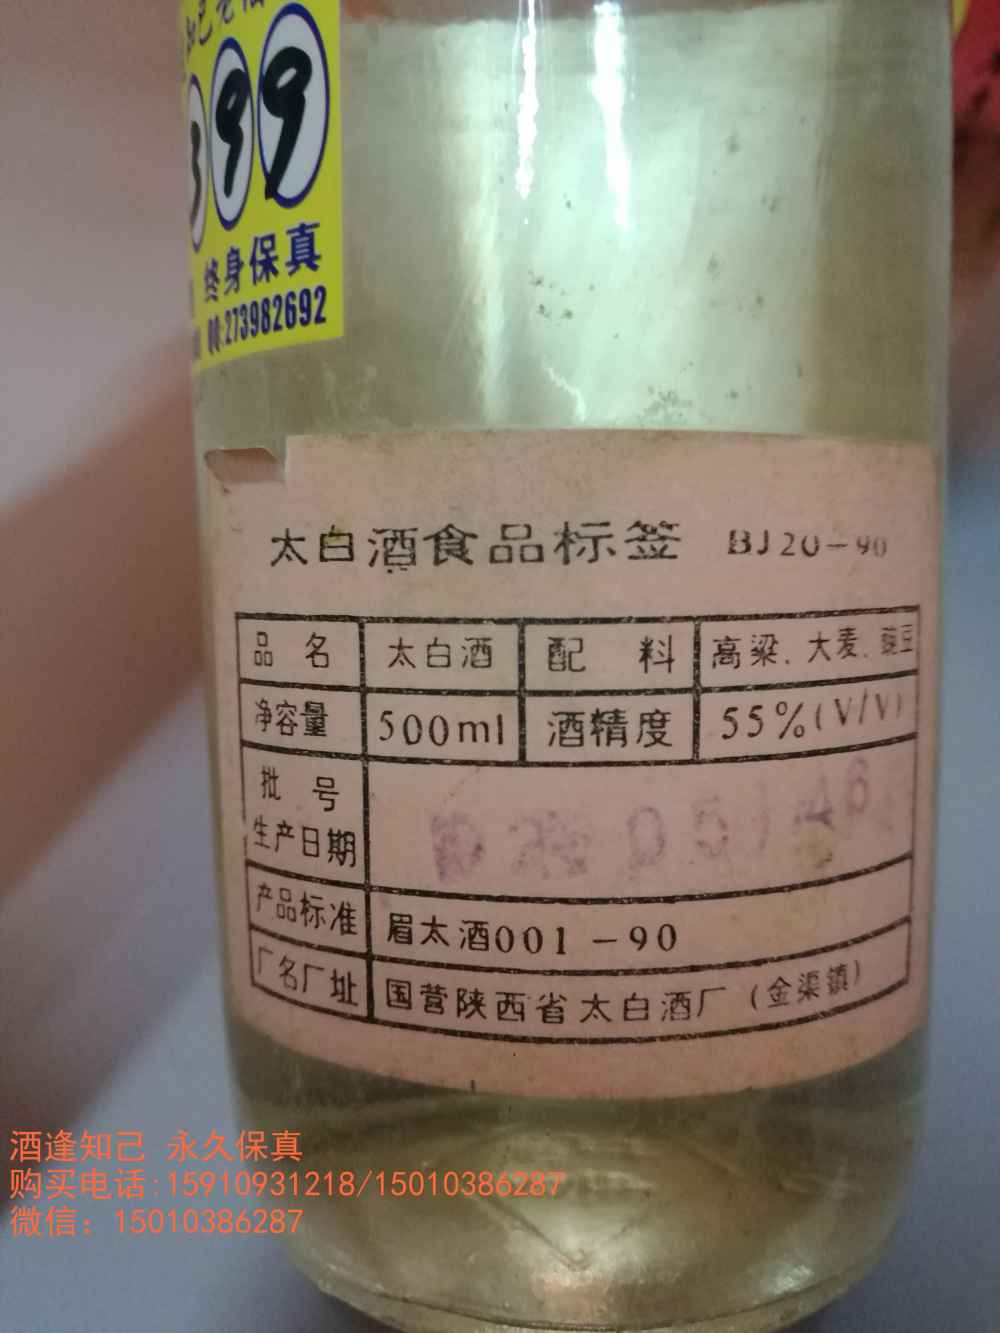 399
终身保真
QQ:273982692
太白酒食品标签 BJ20-90
品名 太白酒 配料 高粱、大麦、豌豆
净容量 500ml 酒精度 55%(V/V)
批号
生产日期
产品标准 眉太酒001-90
厂名厂址 国营陕西省太白酒厂(金渠镇)
酒逢知己 永久保真
购买电话:15910931218/15010386287
微信：15010386287